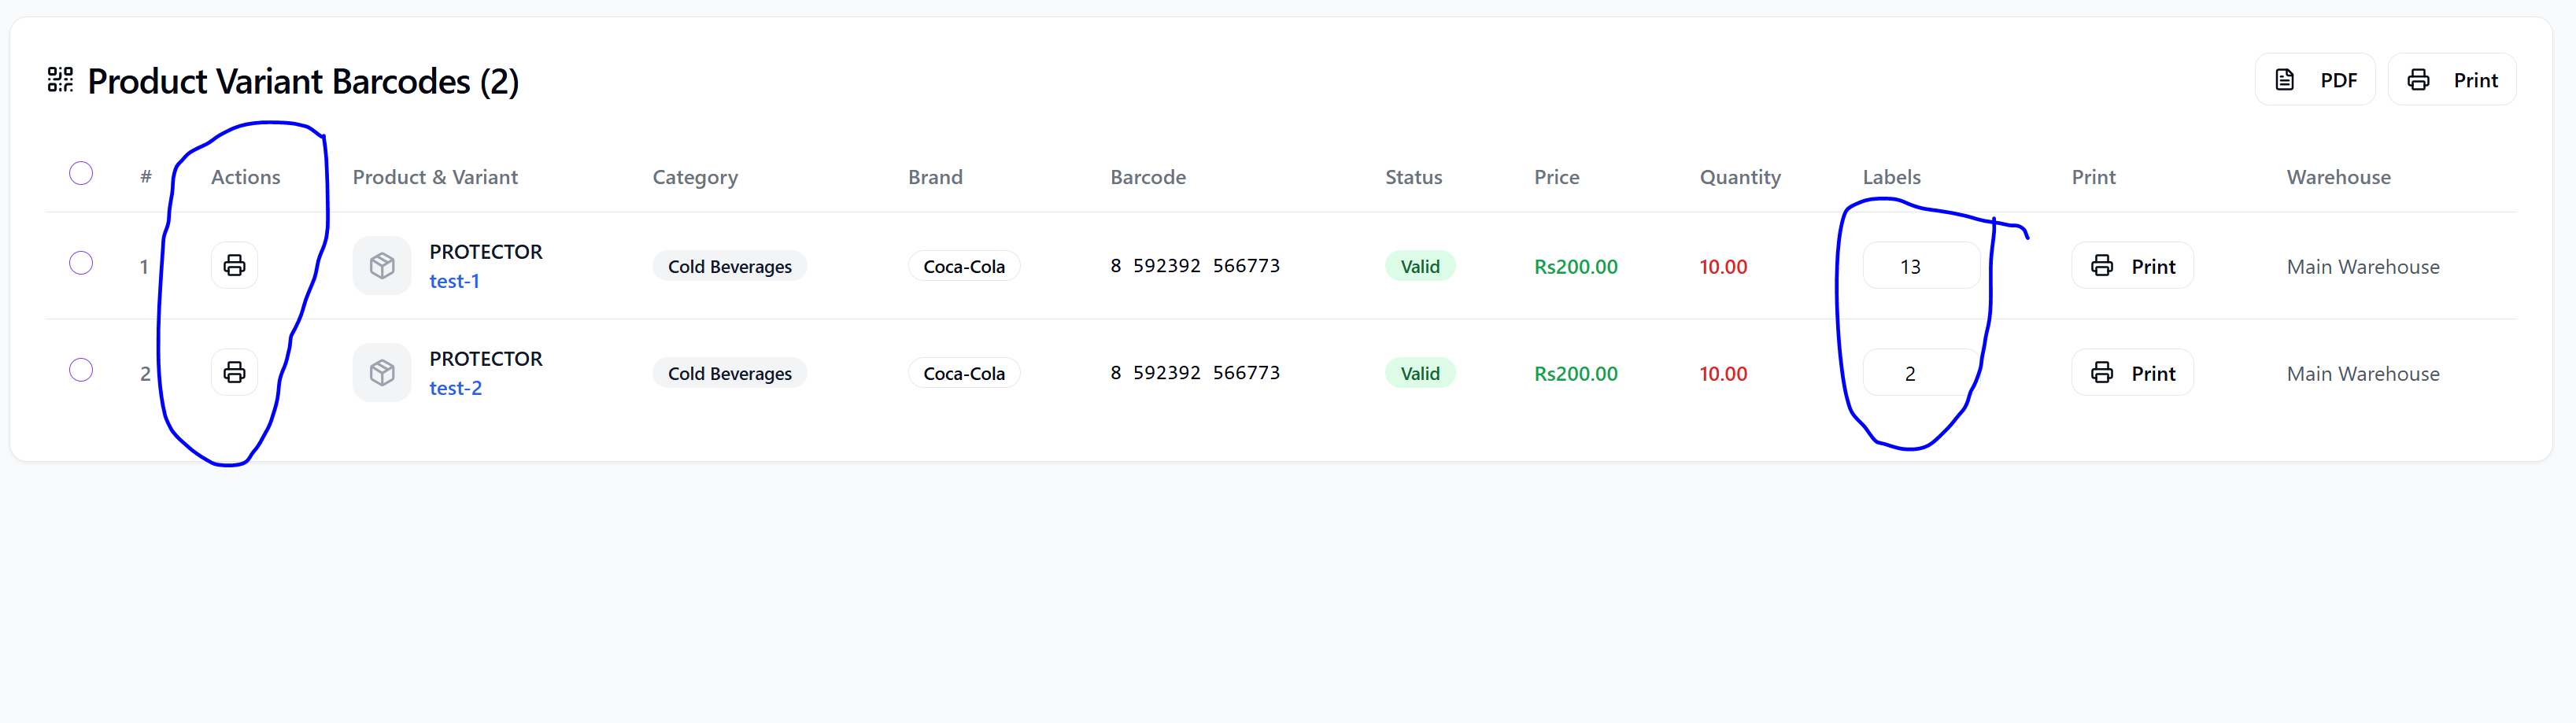 Product Variant Barcodes (2)
PDF
Print
# Actions Product & Variant Category Brand Barcode Status Price Quantity Labels Print Warehouse
1 PROTECTOR Cold Beverages Coca-Cola 8 592392 566773 Valid Rs200.00 10.00 13 Print Main Warehouse
test-1
2 PROTECTOR Cold Beverages Coca-Cola 8 592392 566773 Valid Rs200.00 10.00 2 Print Main Warehouse
test-2